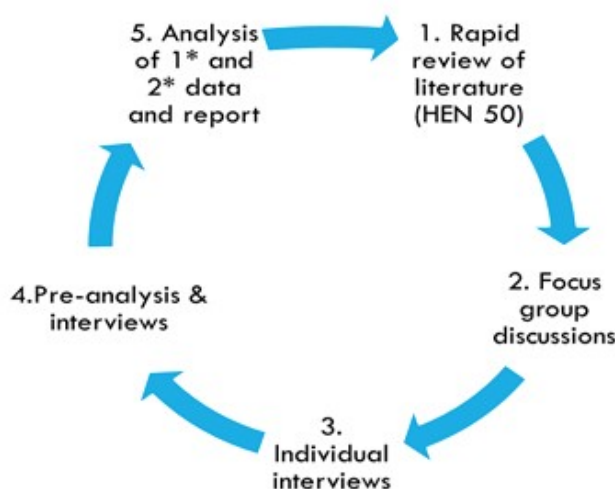 1. Rapid
review of
literature
(HEN 50)
2. Focus
group
discussions
3.
Individual
interviews
4.Pre-analysis &
interviews
5. Analysis
of 1* and
2* data
and report